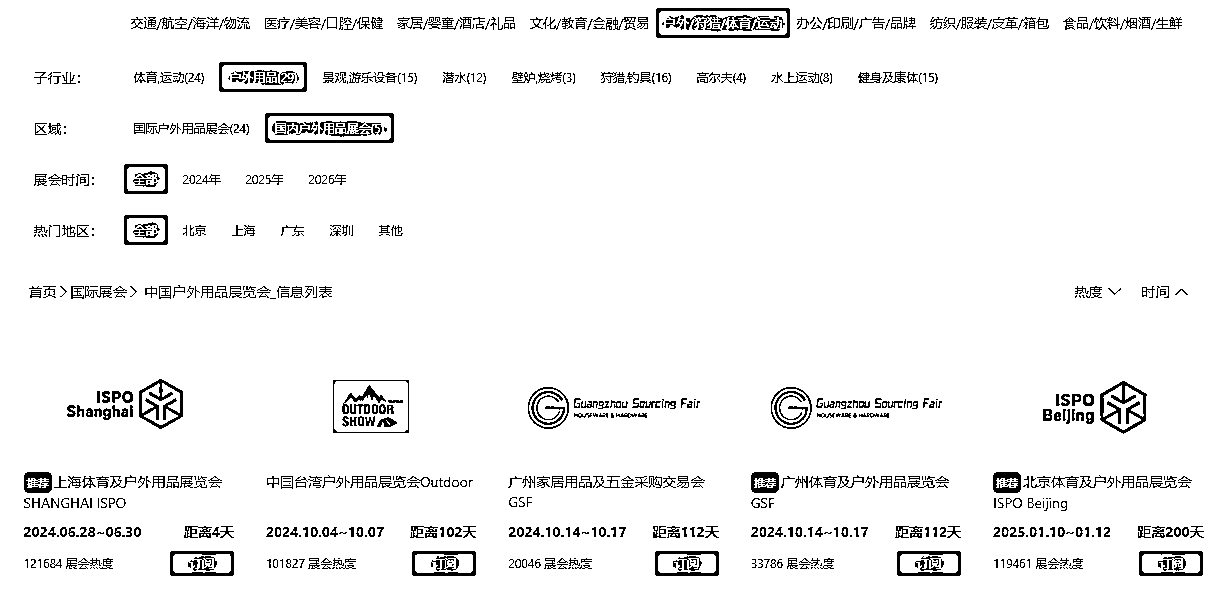 交通/航空/海洋/物流 医疗/美容/口腔/保健 家居/婴童/酒店/礼品 文化/教育/金融/贸易 户外/狩猎/体育/运动 办公/印刷/广告/品牌 纺织/服装/皮革/箱包 食品/饮料/烟酒/生鲜
子行业: 体育,运动(24) 户外用品(29) 景观,游乐设备(15) 潜水(12) 壁炉,烧烤(3) 狩猎,钓具(16) 高尔夫(4) 水上运动(8) 健身及康体(15)
区域: 国际户外用品展会(24) 国内户外用品展会(5)
展会时间: 全部 2024年 2025年 2026年
热门地区: 全部 北京 上海 广东 深圳 其他
首页>国际展会> 中国户外用品展览会_信息列表 热度 时间
ISPO Shanghai
OUTDOOR SHOW
Guangzhou Sourcing Fair
HOUSEWARE & HARDWARE
Guangzhou Sourcing Fair
HOUSEWARE & HARDWARE
ISPO Beijing
推荐 上海体育及户外用品展览会
SHANGHAI ISPO
2024.06.28~06.30 距离4天
121684 展会热度 订阅
中国台湾户外用品展览会Outdoor
2024.10.04~10.07 距离102天
101827 展会热度 订阅
广州家居用品及五金采购交易会
GSF
2024.10.14~10.17 距离112天
20046 展会热度 订阅
推荐 广州体育及户外用品展览会
GSF
2024.10.14~10.17 距离112天
33786 展会热度 订阅
推荐 北京体育及户外用品展览会
ISPO Beijing
2025.01.10~01.12 距离200天
119461 展会热度 订阅